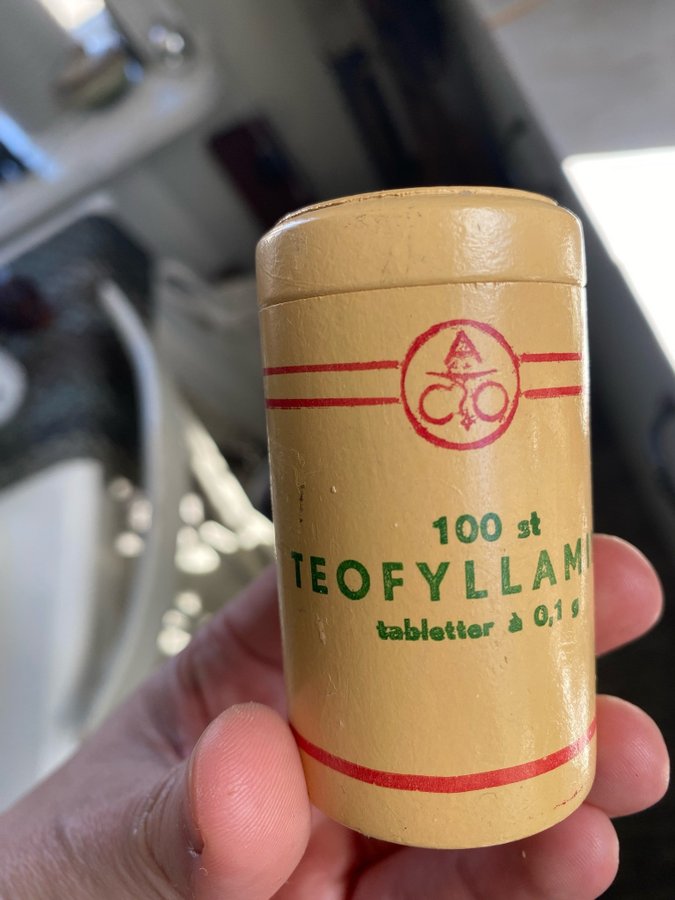 ACO
100 st
TEOFYLLAMI
tabletter à 0,1 g